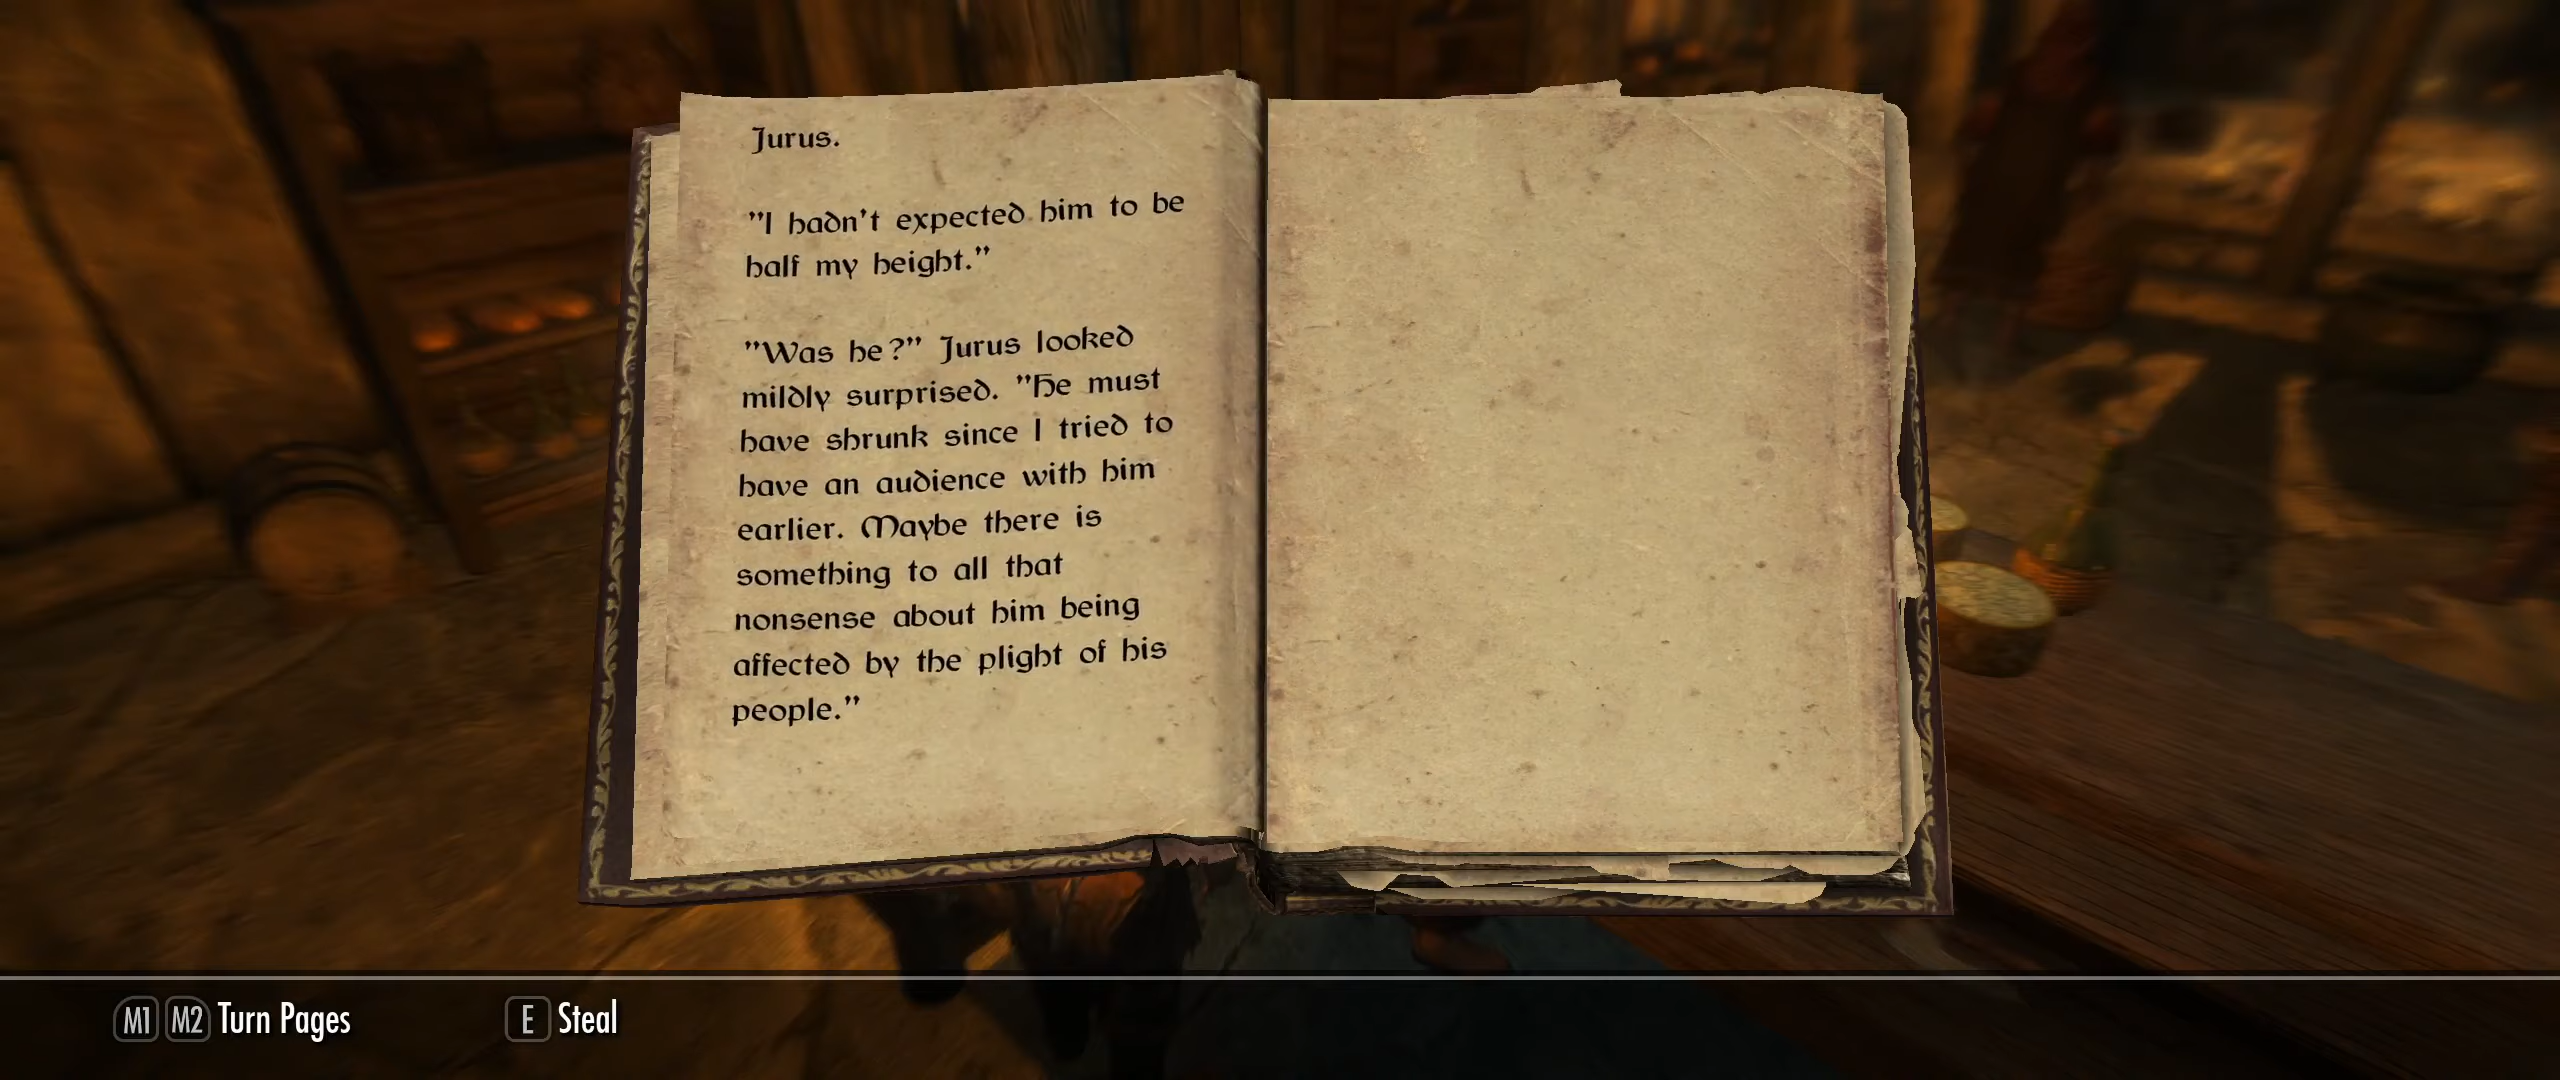 Jurus.
"I hadn't expected him to be
half my height."
"Was he?" Jurus looked
mildly surprised. "He must
have shrunk since I tried to
have an audience with him
earlier. Maybe there is
something to all that
nonsense about him being
affected by the plight of his
people."
M1 M2 Turn Pages
E Steal